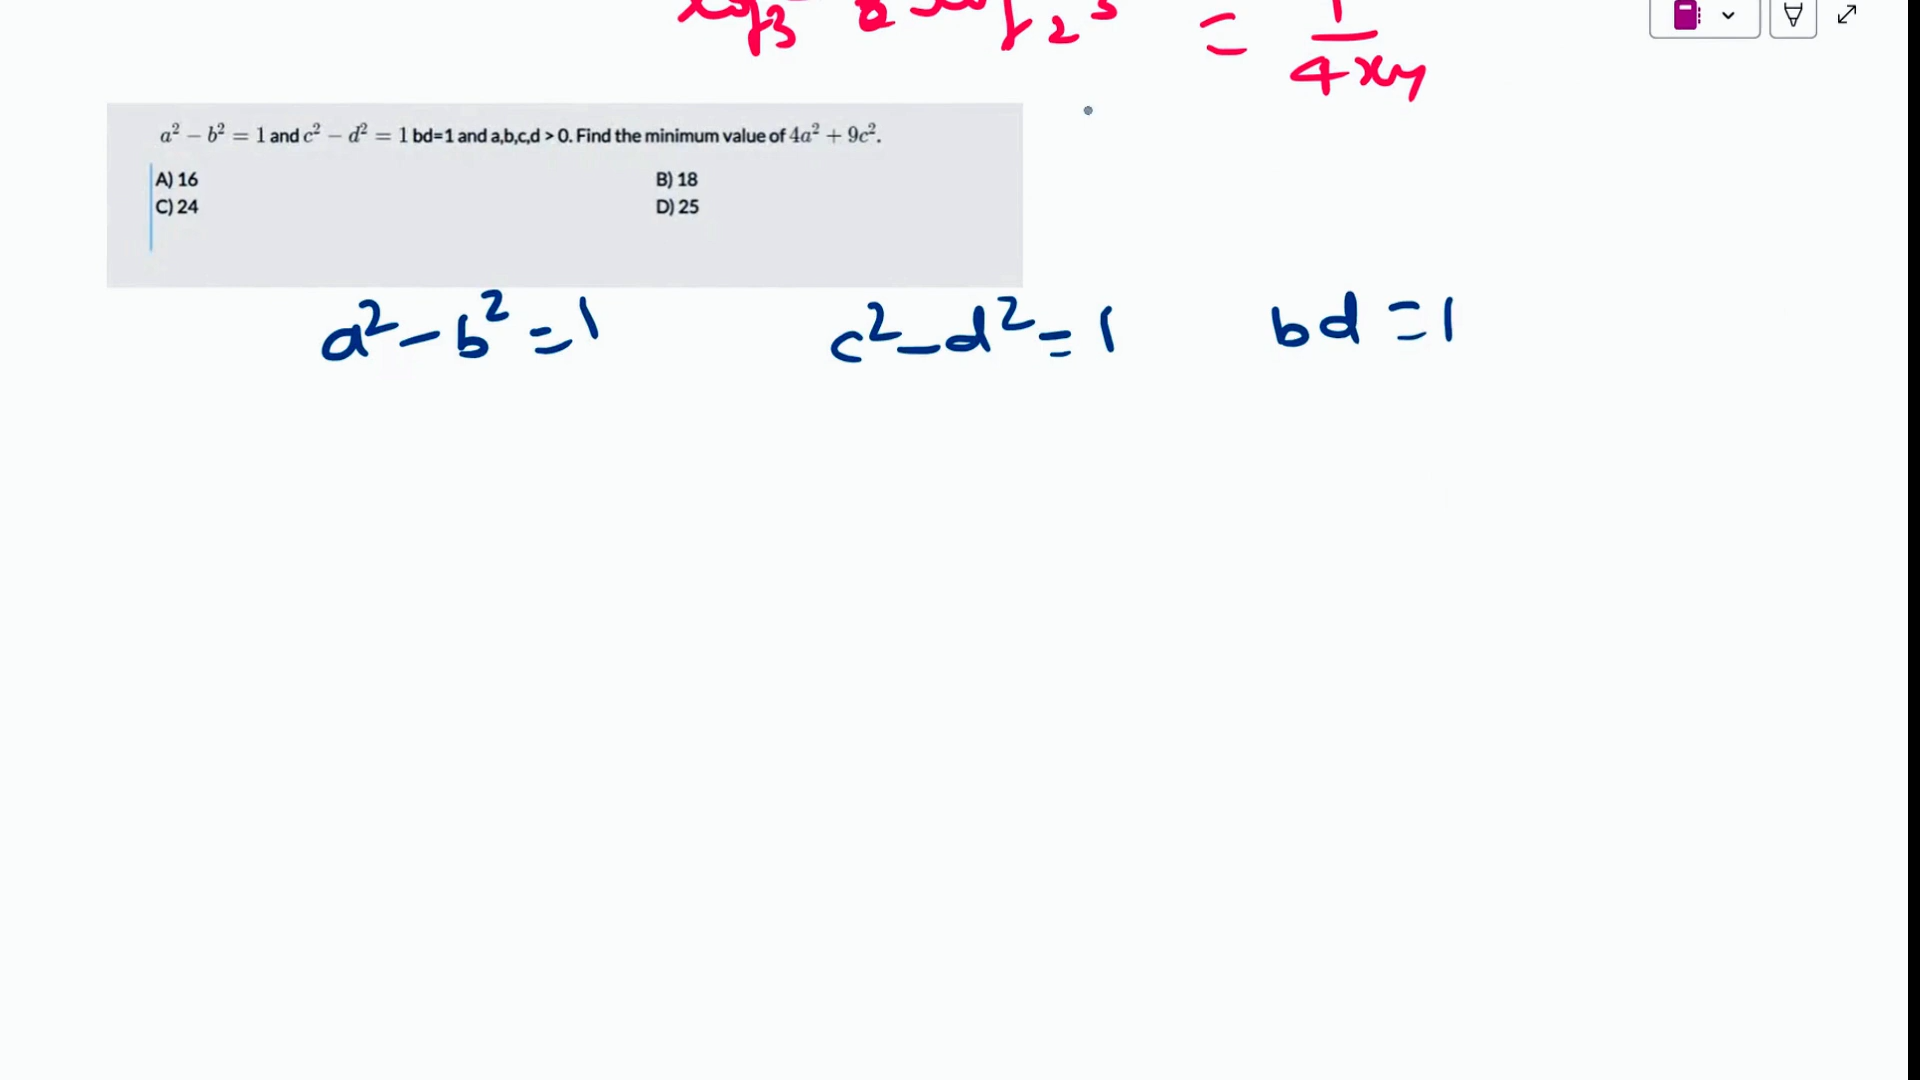 = 1/4xy
a² − b² = 1 and c² − d² = 1 bd=1 and a,b,c,d > 0. Find the minimum value of 4a² + 9c².
A) 16 B) 18
C) 24 D) 25
a² − b² = 1 c² − d² = 1 bd = 1